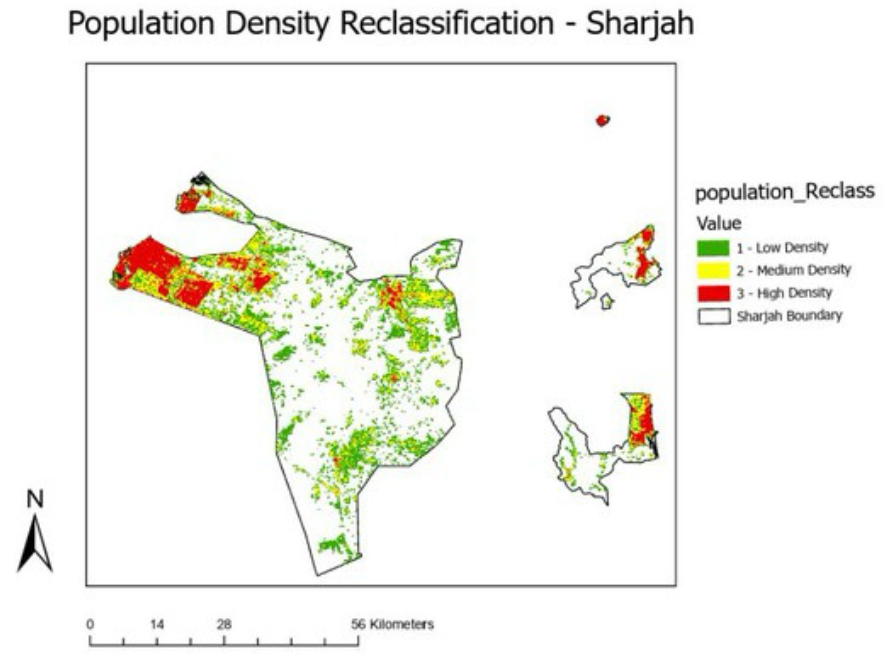 Population Density Reclassification - Sharjah
population_Reclass
Value
1 - Low Density
2 - Medium Density
3 - High Density
Sharjah Boundary
N
0 14 28 56 Kilometers